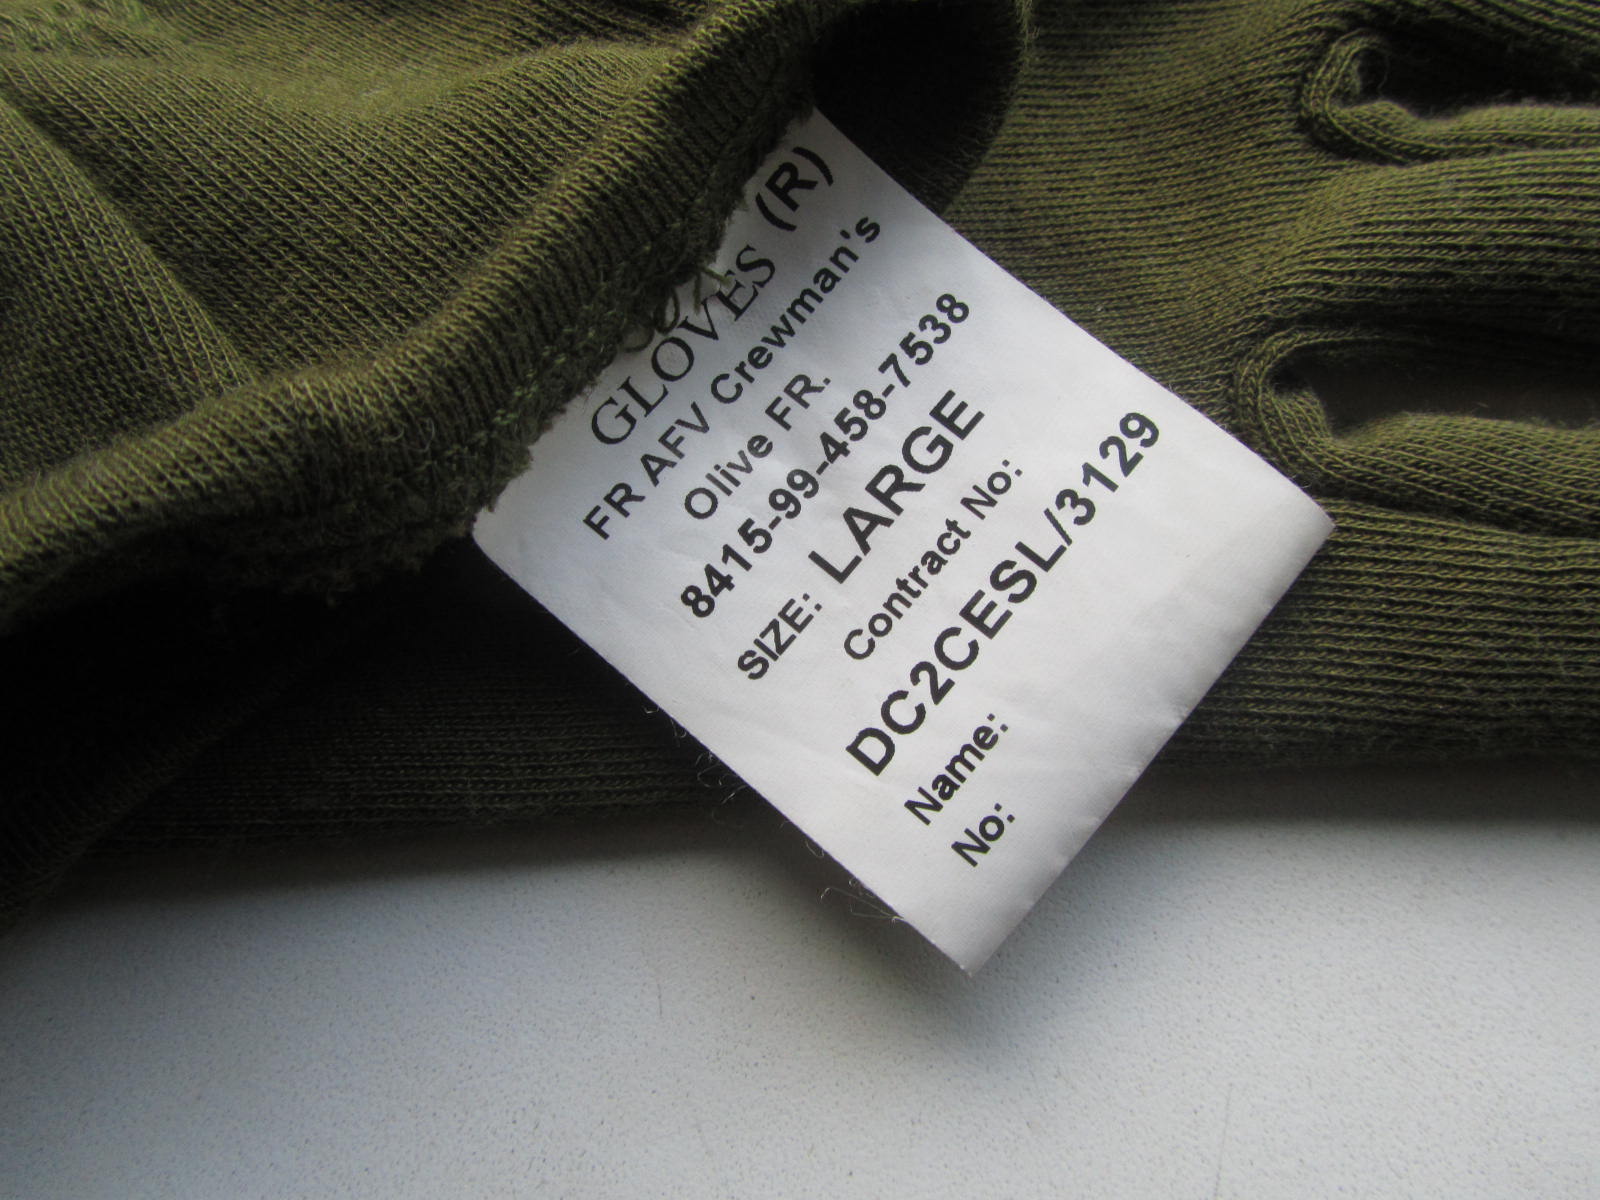 GLOVES (R)
FR AFV Crewman's
Olive FR.
8415-99-458-7538
SIZE: LARGE
Contract No:
DC2CESL/3129
Name:
No: